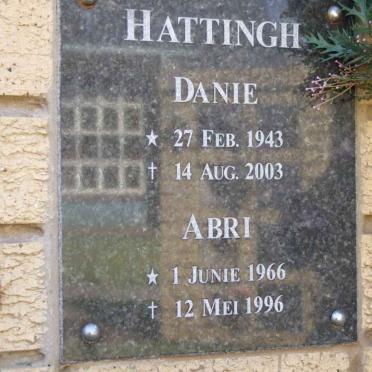 HATTINGH
DANIE
★ 27 FEB. 1943
✝ 14 AUG. 2003
ABRI
★ 1 JUNIE 1966
✝ 12 MEI 1996